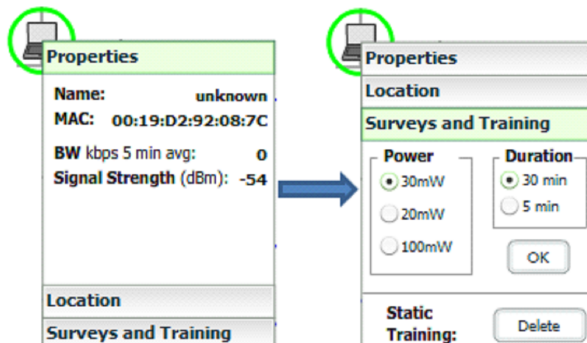 Properties
Name: unknown
MAC: 00:19:D2:92:08:7C
BW kbps 5 min avg: 0
Signal Strength (dBm): -54
Location
Surveys and Training
Properties
Location
Surveys and Training
Power
30mW
20mW
100mW
Duration
30 min
5 min
OK
Static
Training:
Delete